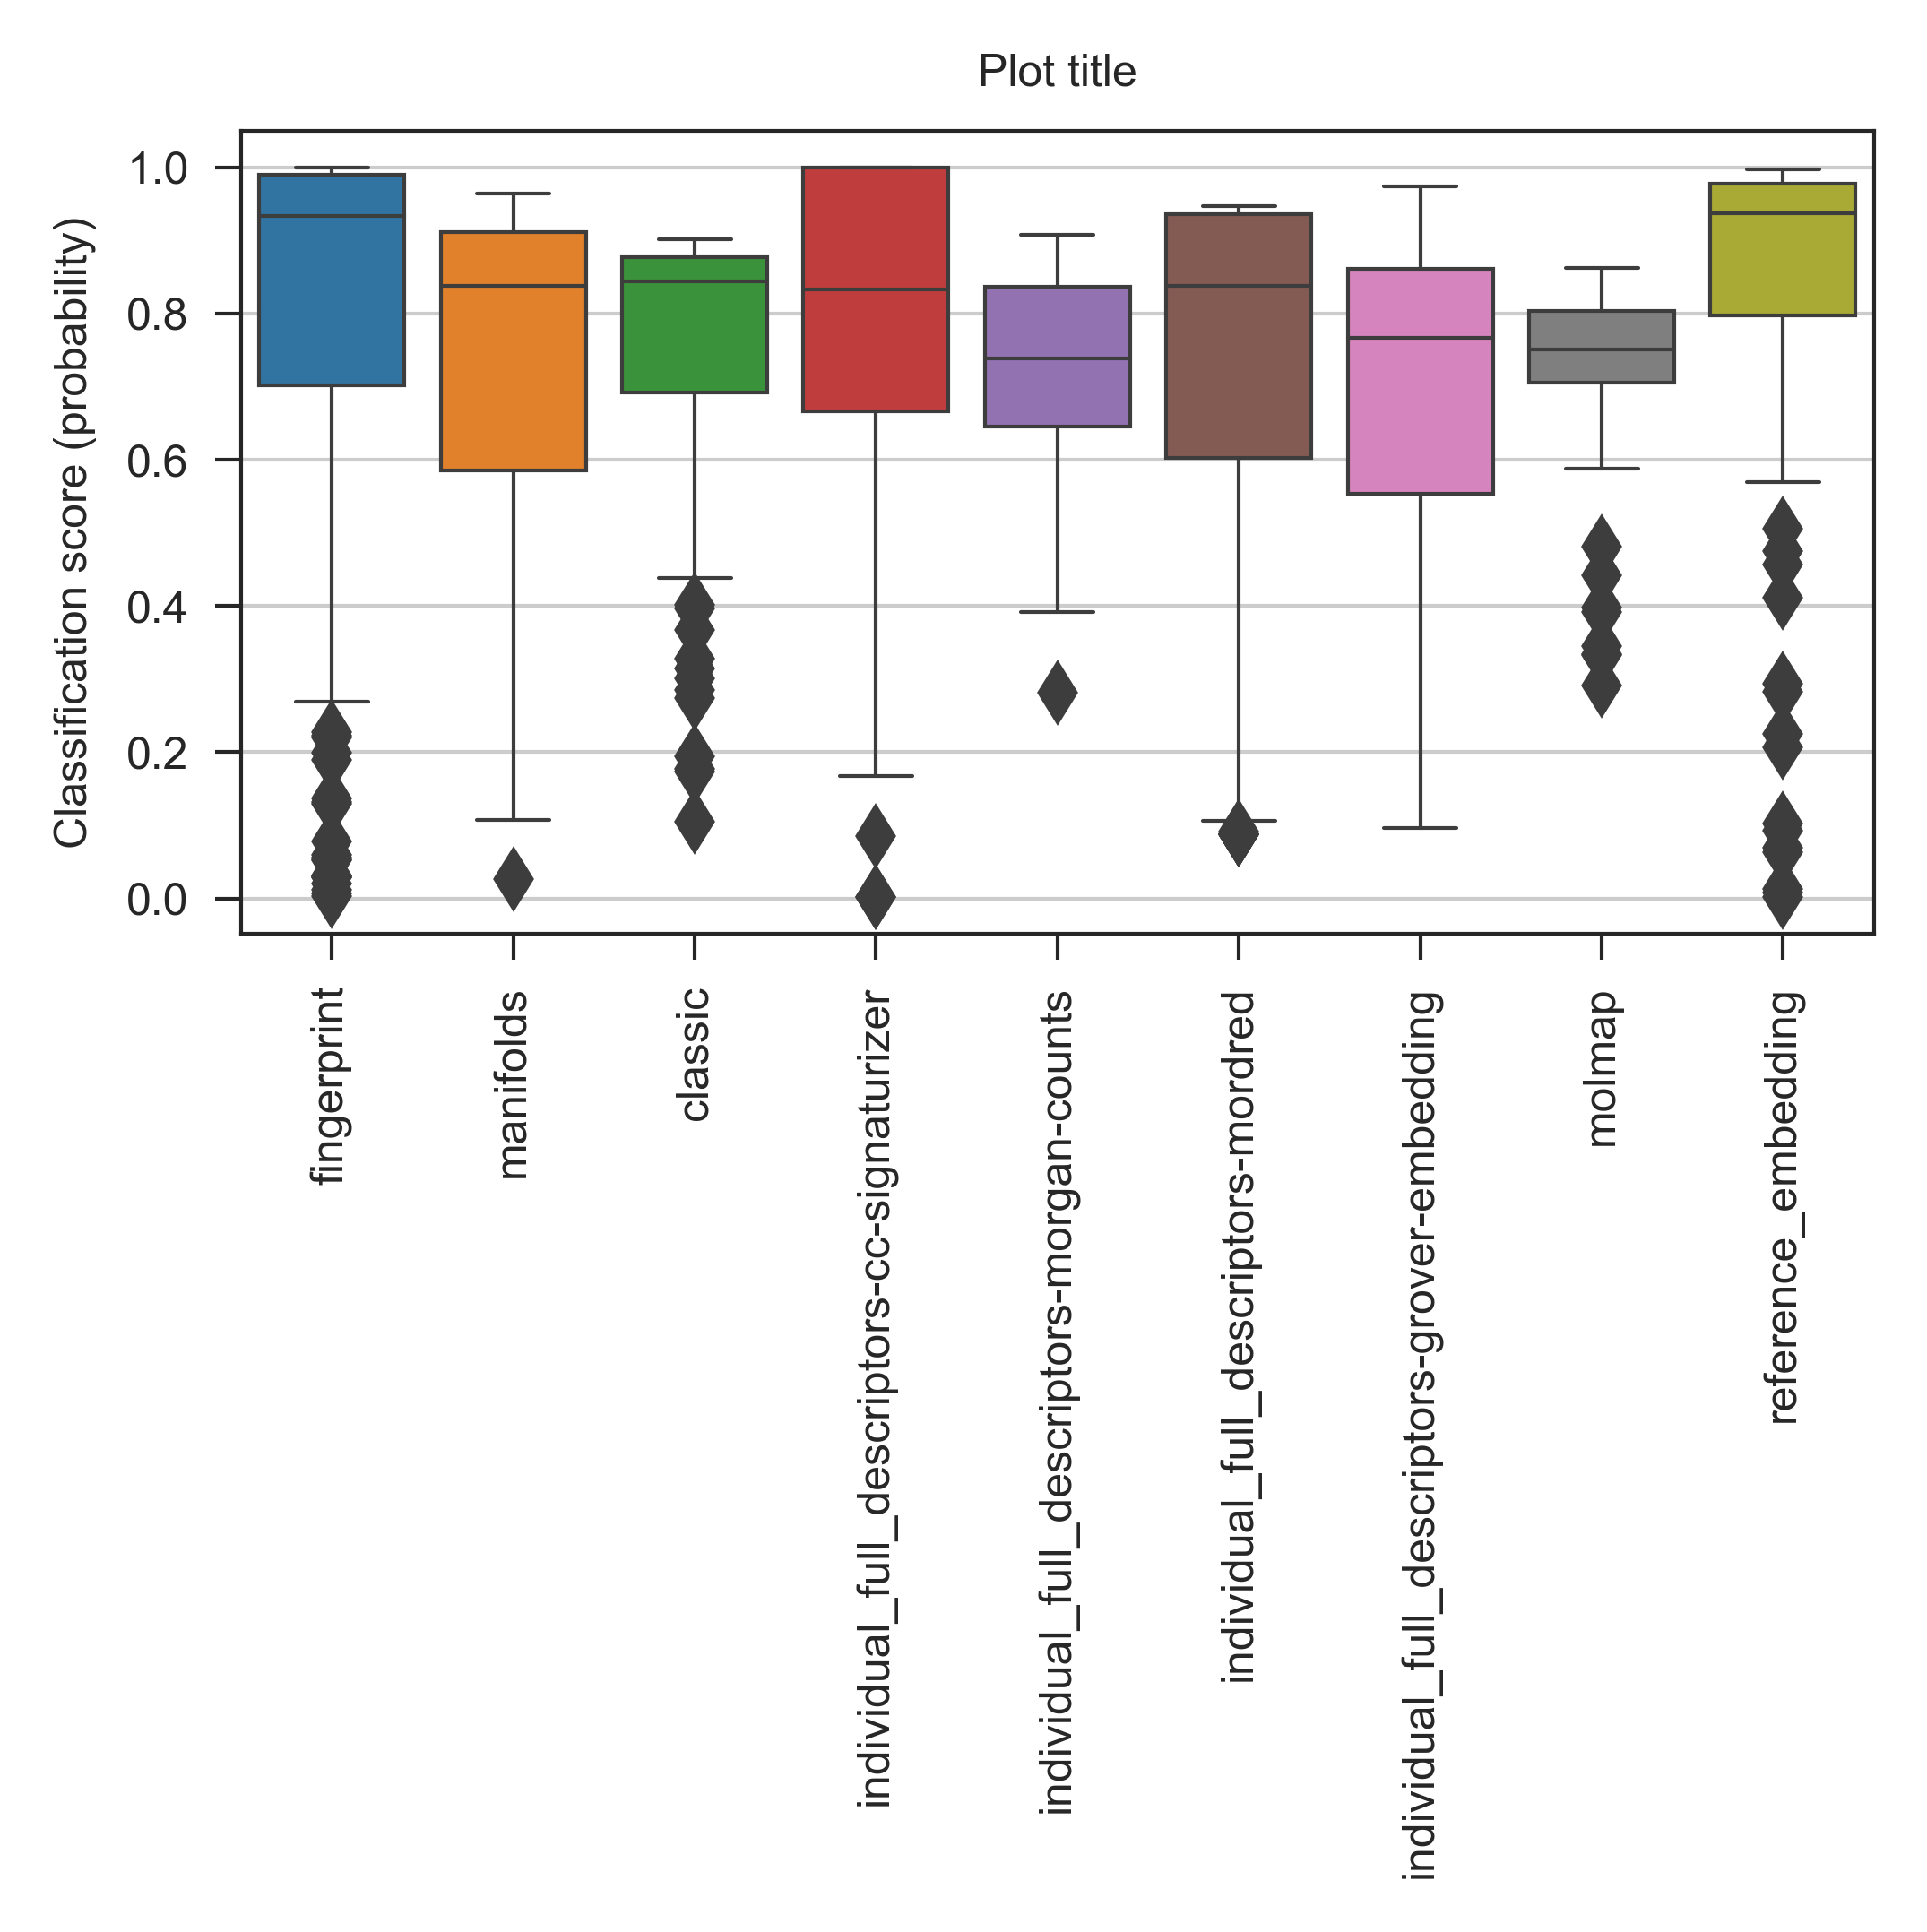 Plot title
Classification score (probability)
1.0
0.8
0.6
0.4
0.2
0.0
fingerprint
manifolds
classic
individual_full_descriptors-cc-signaturizer
individual_full_descriptors-morgan-counts
individual_full_descriptors-mordred
individual_full_descriptors-grover-embedding
molmap
reference_embedding